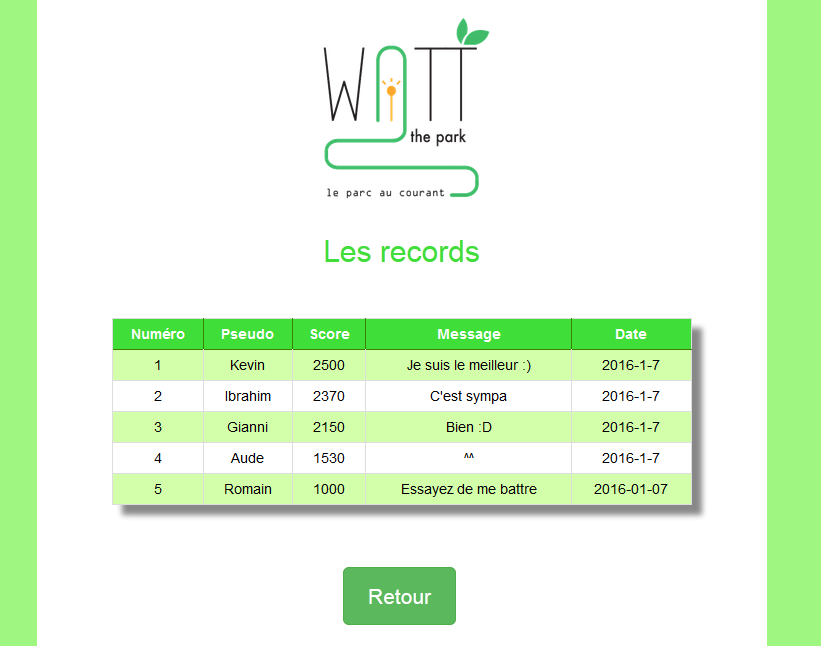 WATT
the park
le parc au courant
Les records
Numéro Pseudo Score Message Date
1 Kevin 2500 Je suis le meilleur :) 2016-1-7
2 Ibrahim 2370 C'est sympa 2016-1-7
3 Gianni 2150 Bien :D 2016-1-7
4 Aude 1530 ^^ 2016-1-7
5 Romain 1000 Essayez de me battre 2016-01-07
Retour